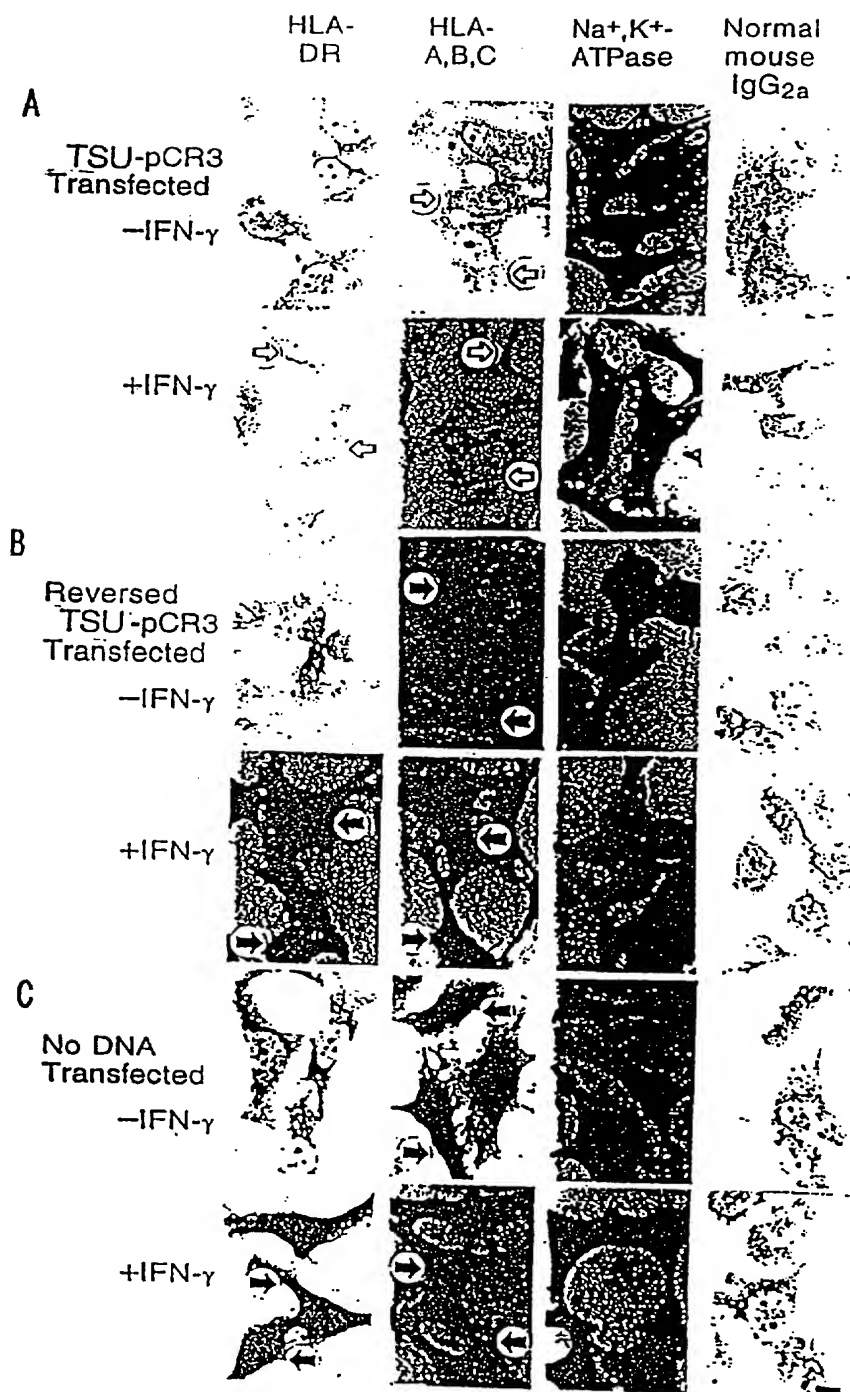 HLA-
DR
HLA-
A,B,C
Na+,K+-
ATPase
Normal
mouse
IgG2a
A
TSU-pCR3
Transfected
−IFN-γ
+IFN-γ
B
Reversed
TSU-pCR3
Transfected
−IFN-γ
+IFN-γ
C
No DNA
Transfected
−IFN-γ
+IFN-γ